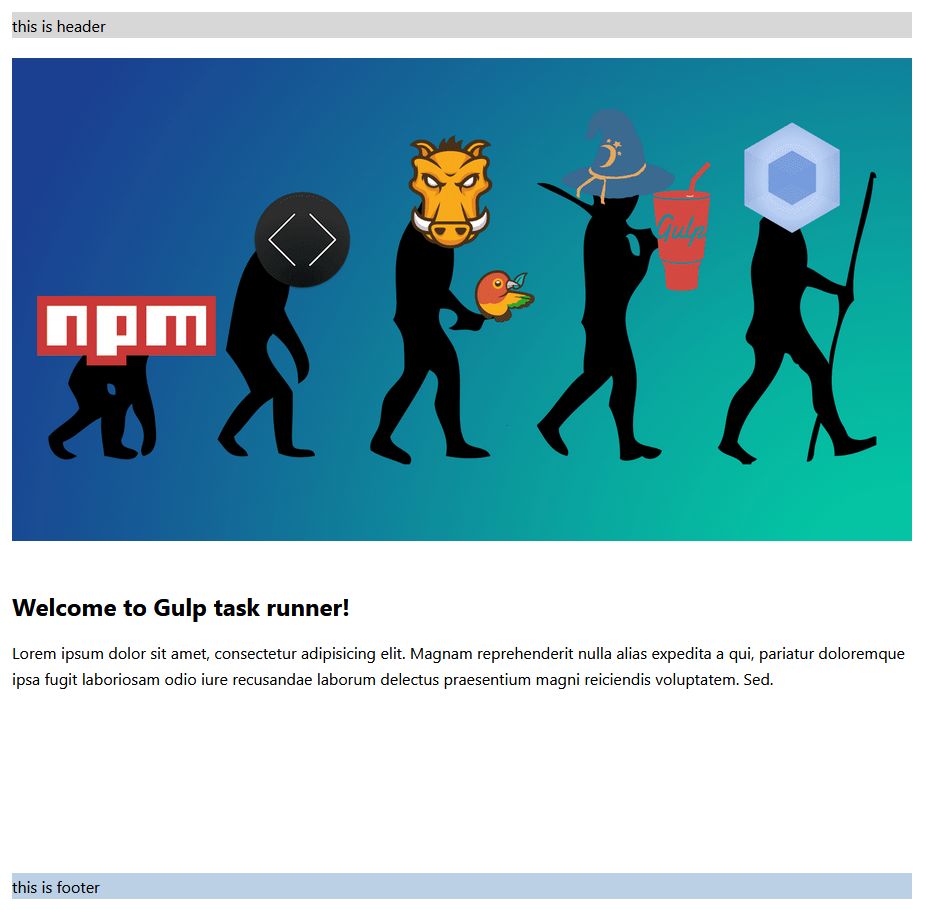 this is header
npm
Gulp
Welcome to Gulp task runner!
Lorem ipsum dolor sit amet, consectetur adipisicing elit. Magnam reprehenderit nulla alias expedita a qui, pariatur doloremque
ipsa fugit laboriosam odio iure recusandae laborum delectus praesentium magni reiciendis voluptatem. Sed.
this is footer